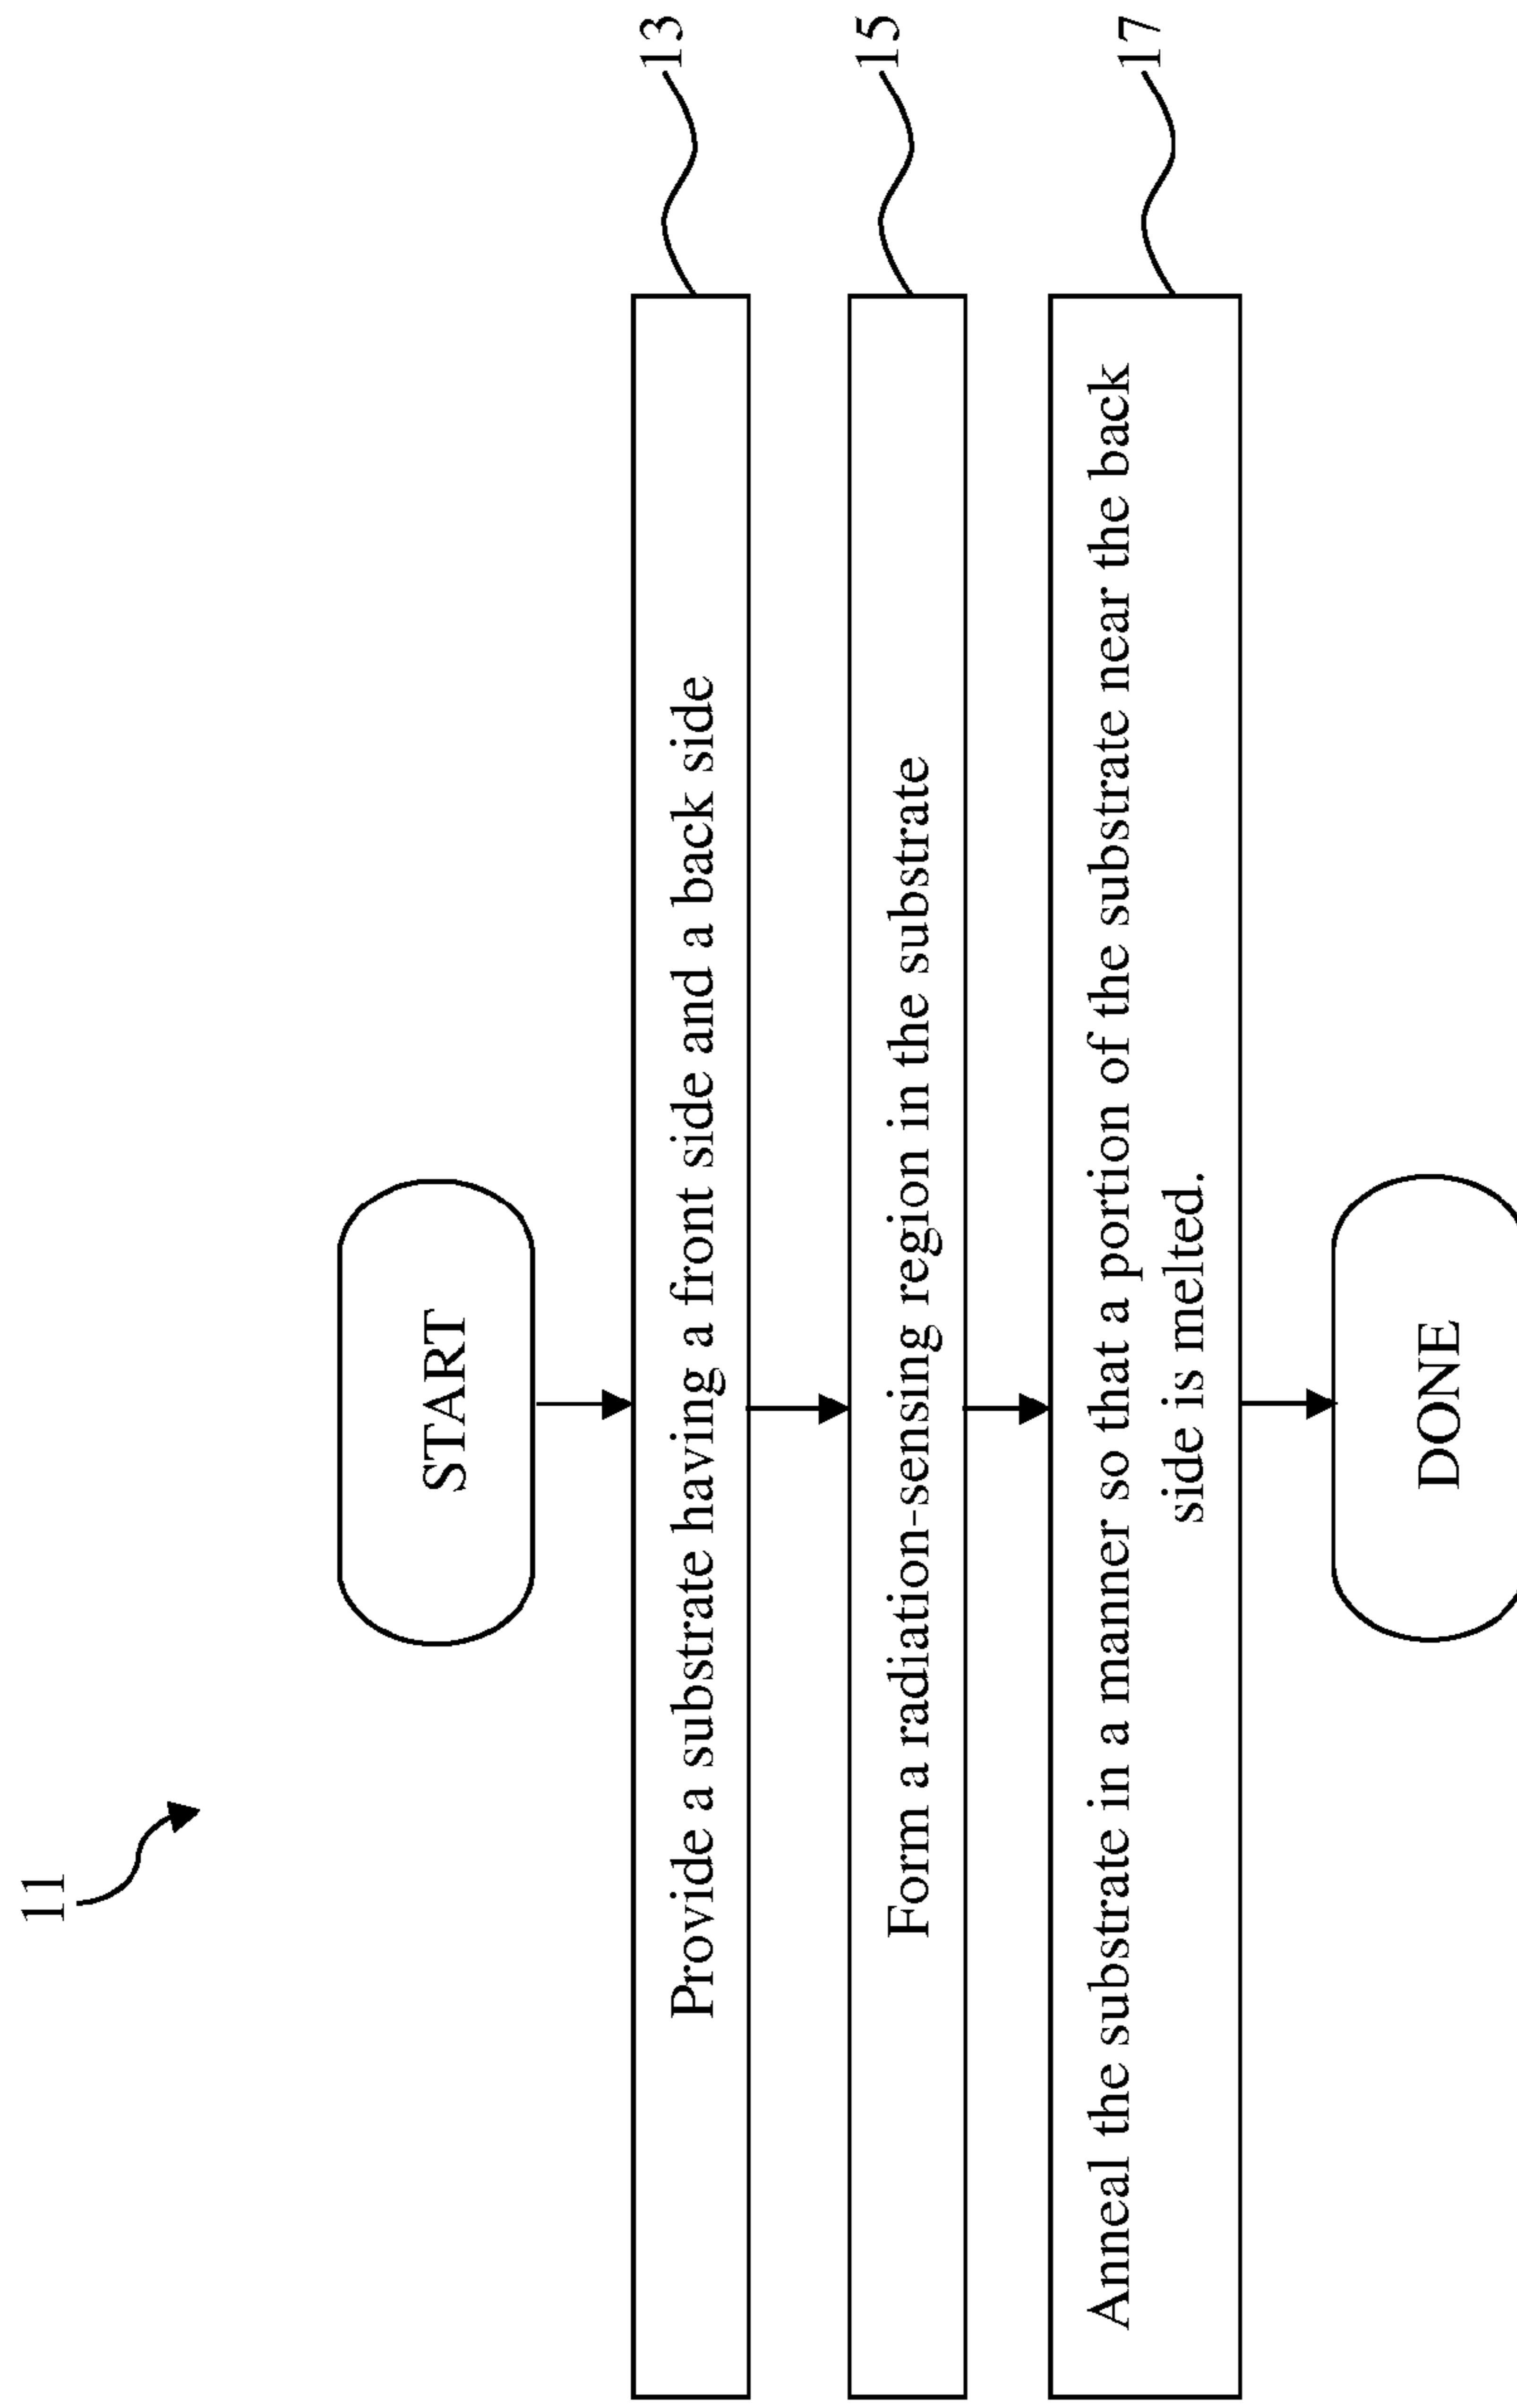 11
START
Provide a substrate having a front side and a back side
13
Form a radiation-sensing region in the substrate
15
Anneal the substrate in a manner so that a portion of the substrate near the back
side is melted.
17
DONE